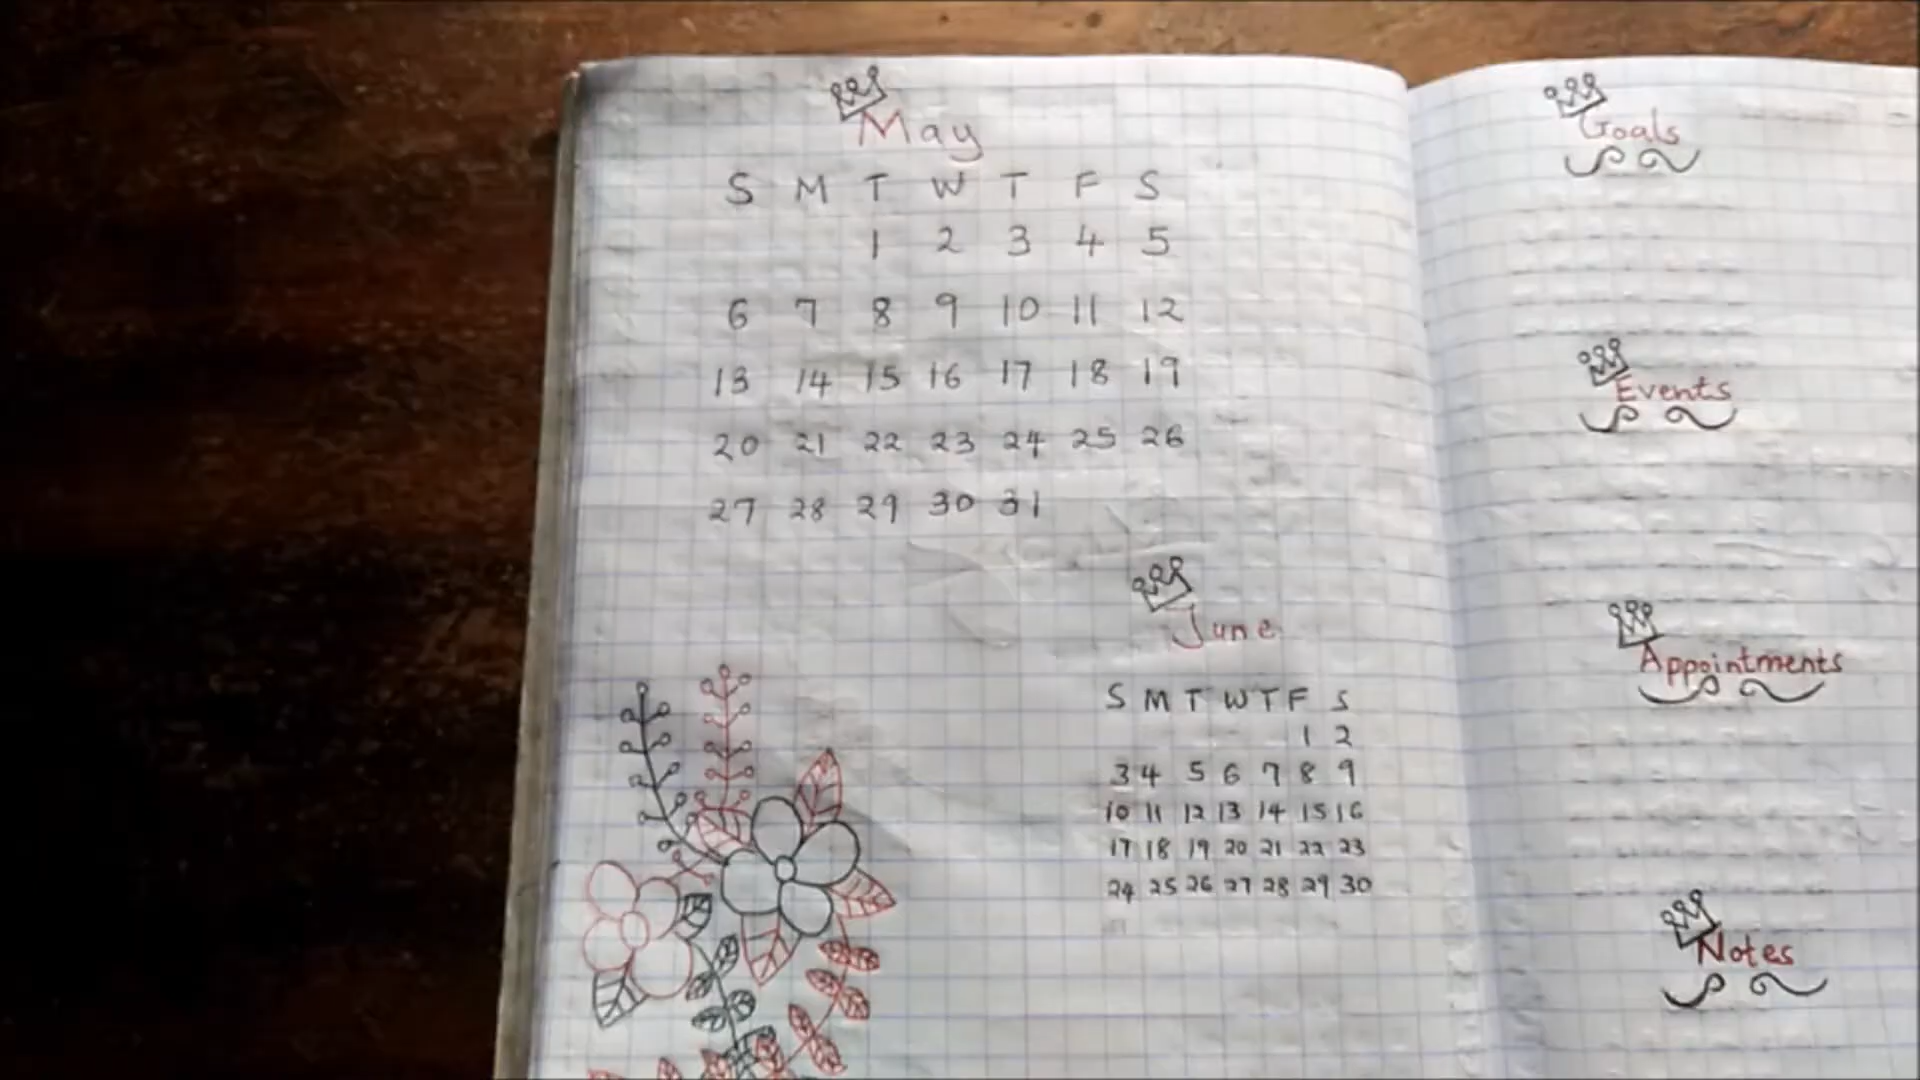 May
S M T W T F S
1 2 3 4 5
6 7 8 9 10 11 12
13 14 15 16 17 18 19
20 21 22 23 24 25 26
27 28 29 30 31
June
S M T W T F S
1 2
3 4 5 6 7 8 9
10 11 12 13 14 15 16
17 18 19 20 21 22 23
24 25 26 27 28 29 30
Goals
Events
Appointments
Notes